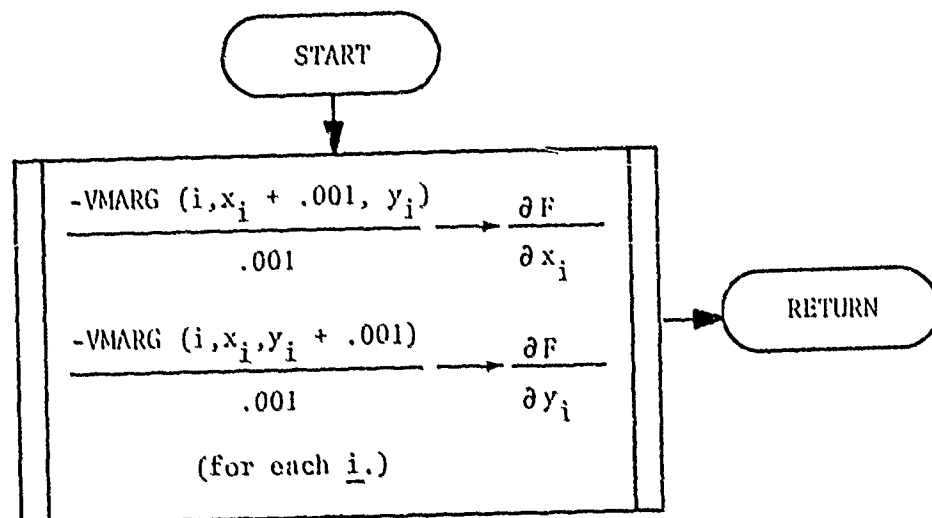 START
-VMARG (i,x_i + .001, y_i)
.001
∂F
∂x_i
-VMARG (i,x_i,y_i + .001)
.001
∂F
∂y_i
(for each i.)
RETURN